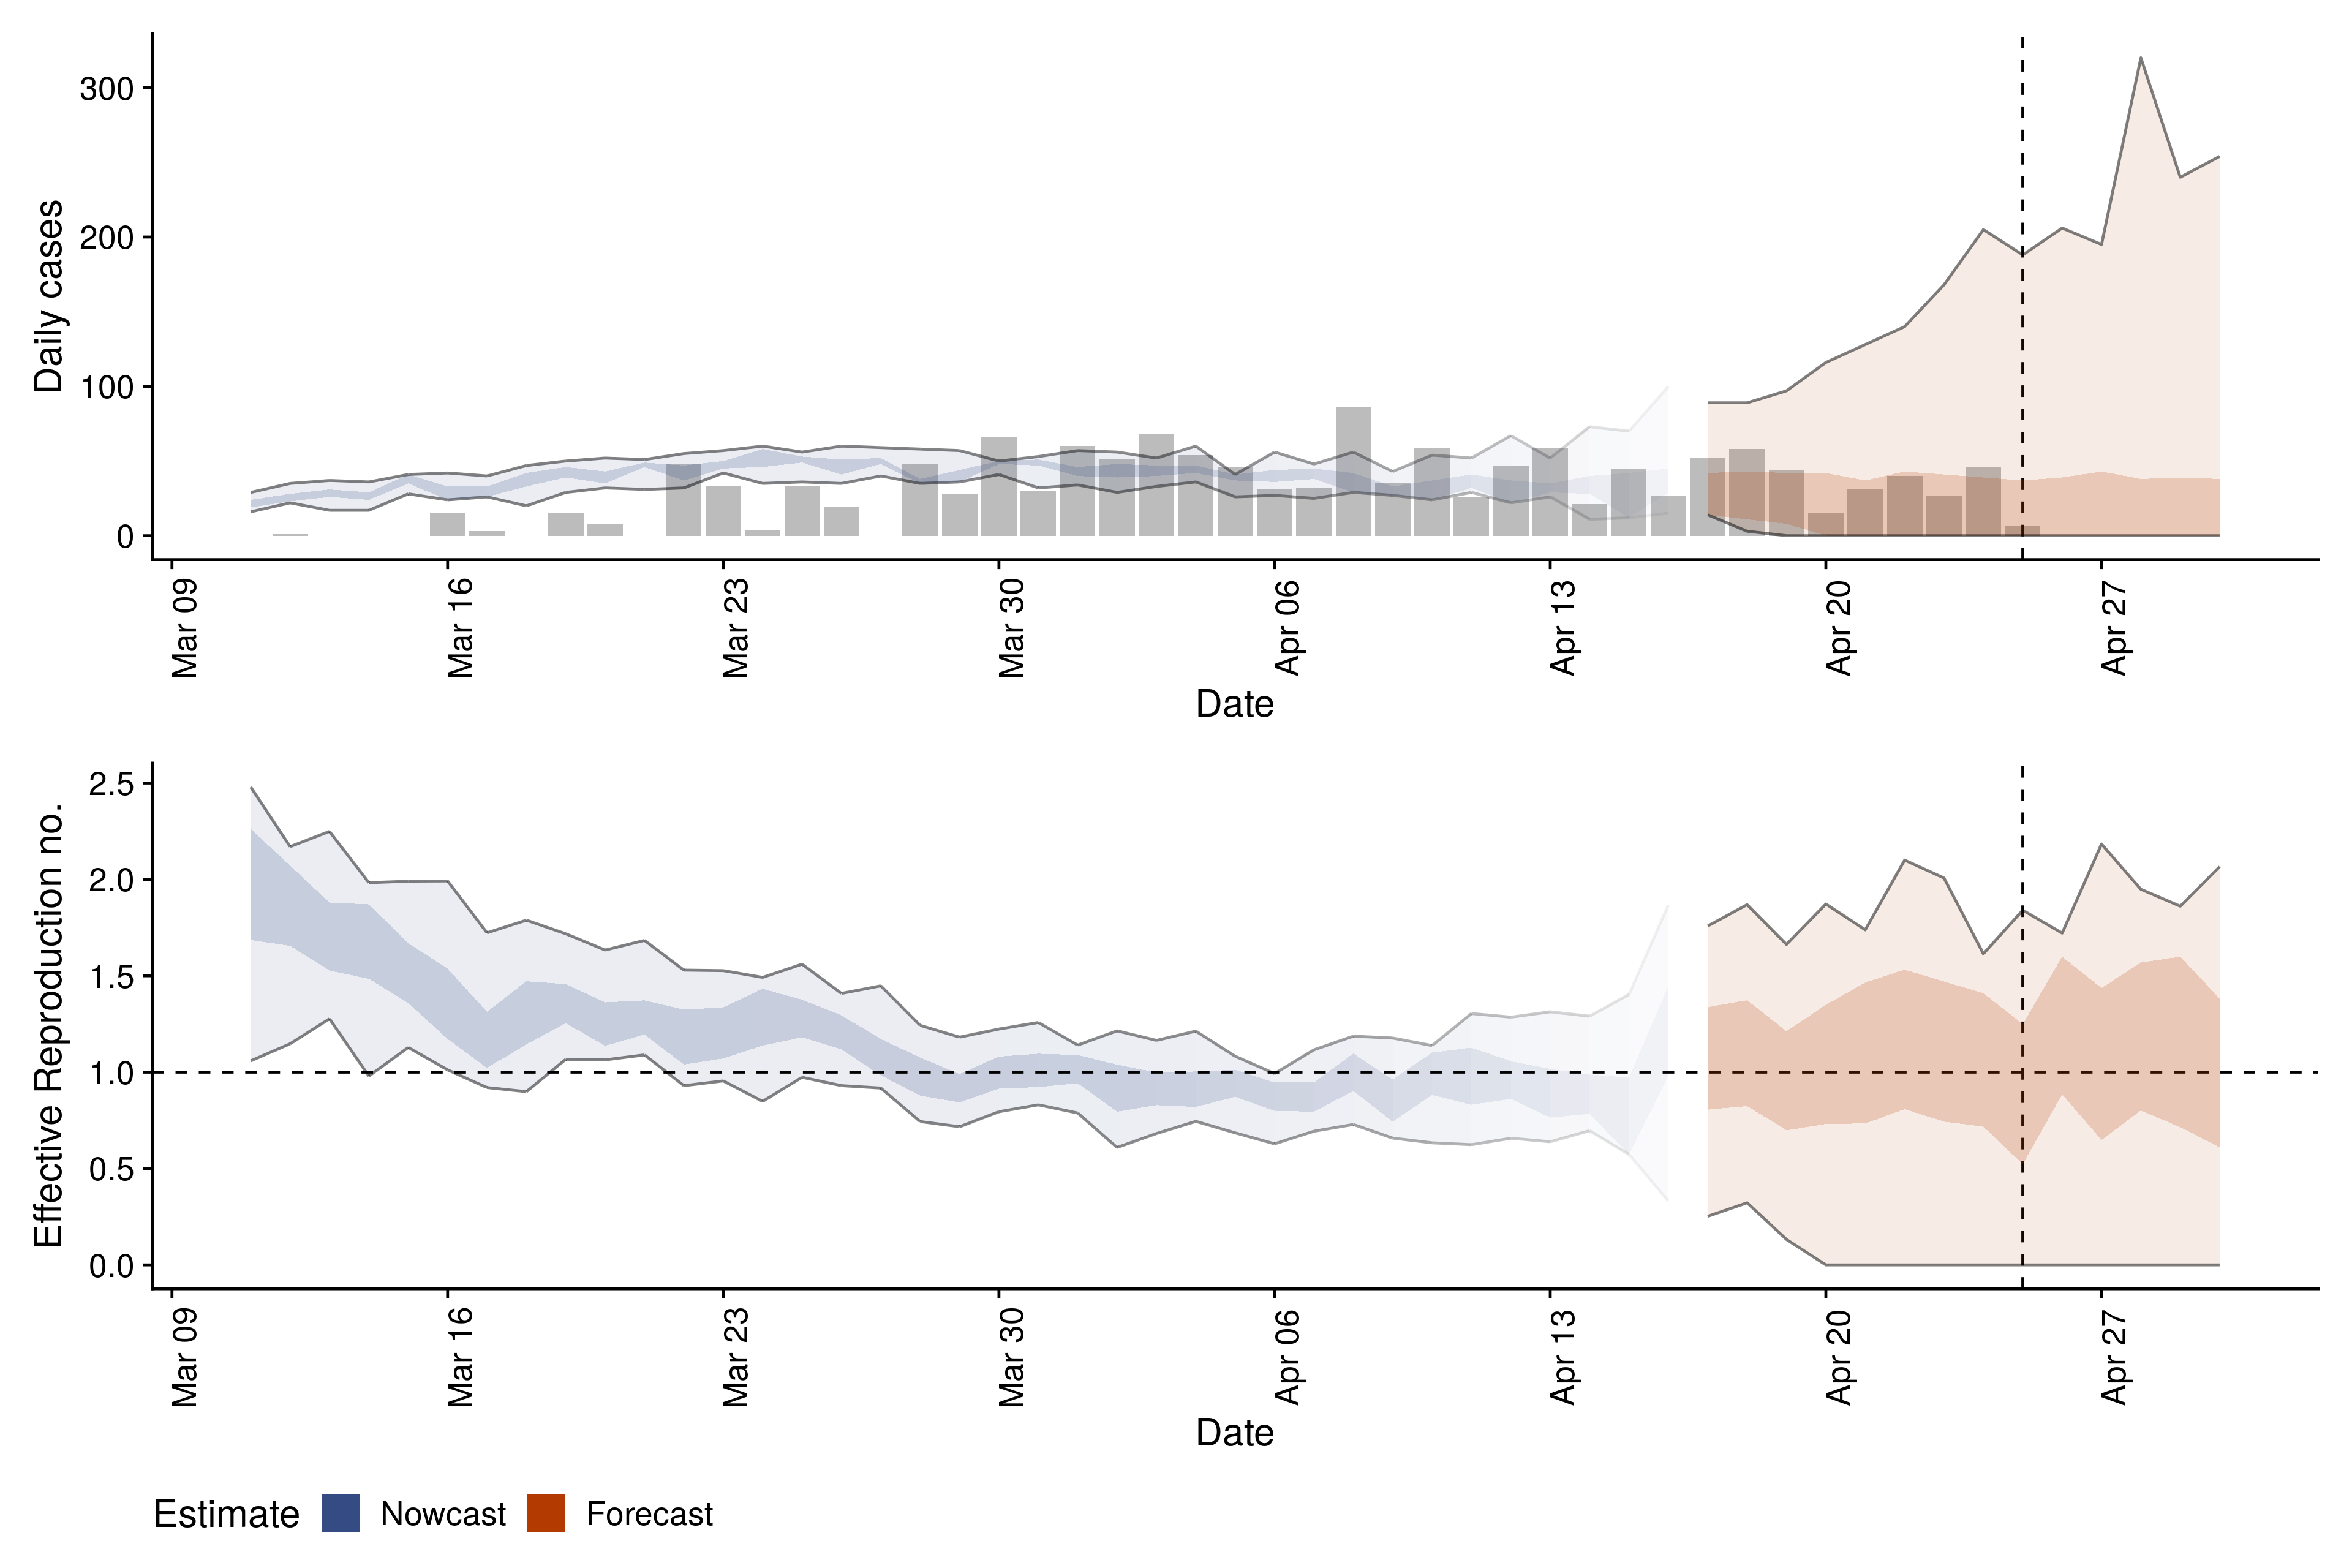 Daily cases
300
200
100
0
Mar 09
Mar 16
Mar 23
Mar 30
Apr 06
Apr 13
Apr 20
Apr 27
Date
Effective Reproduction no.
2.5
2.0
1.5
1.0
0.5
0.0
Mar 09
Mar 16
Mar 23
Mar 30
Apr 06
Apr 13
Apr 20
Apr 27
Date
Estimate Nowcast Forecast